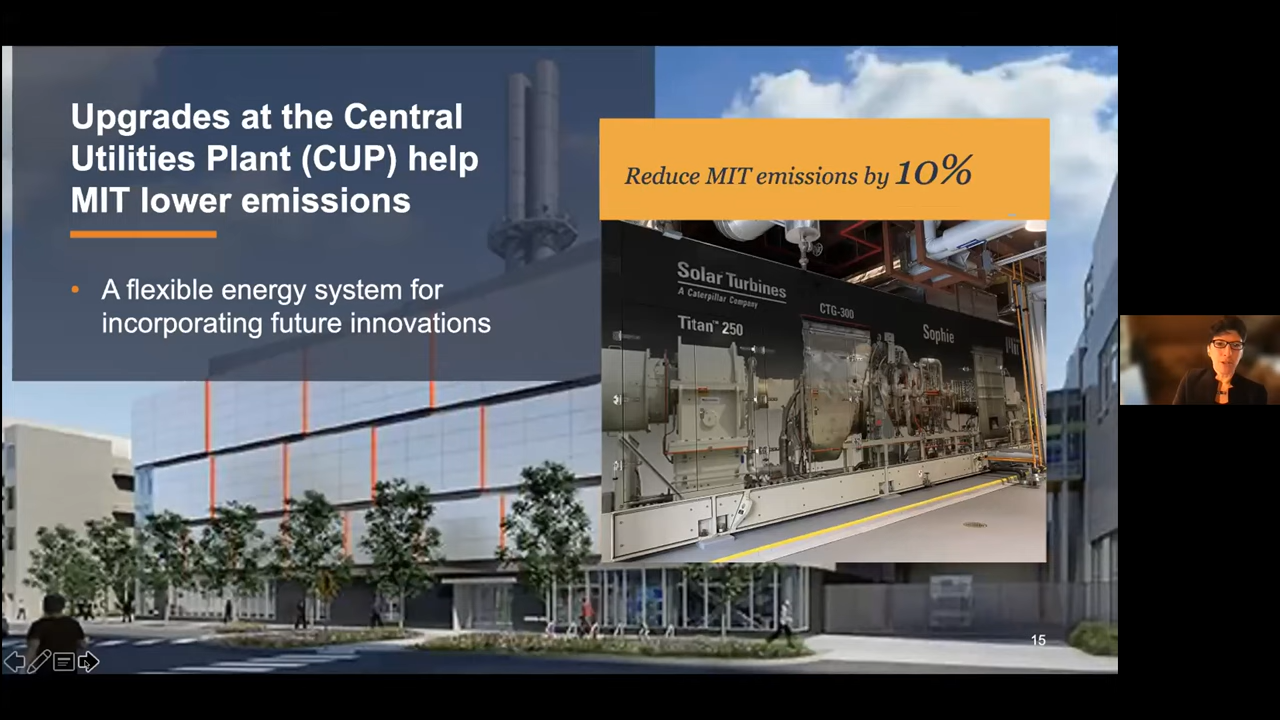 Upgrades at the Central
Utilities Plant (CUP) help
MIT lower emissions
• A flexible energy system for
incorporating future innovations
Reduce MIT emissions by 10%
Solar Turbines
A Caterpillar Company
Titan™ 250
CTG-300
Sophie
15